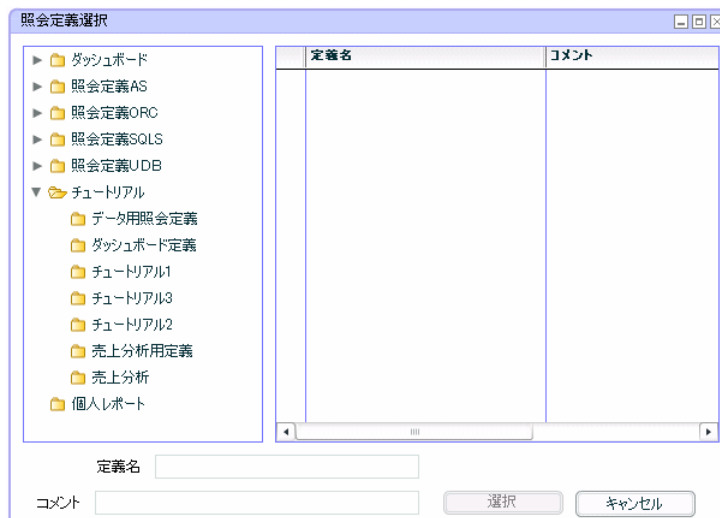 照会定義選択
ダッシュボード
照会定義AS
照会定義ORC
照会定義SQLS
照会定義UDB
チュートリアル
データ用照会定義
ダッシュボード定義
チュートリアル1
チュートリアル3
チュートリアル2
売上分析用定義
売上分析
個人レポート
定義名 コメント
定義名
コメント 選択 キャンセル